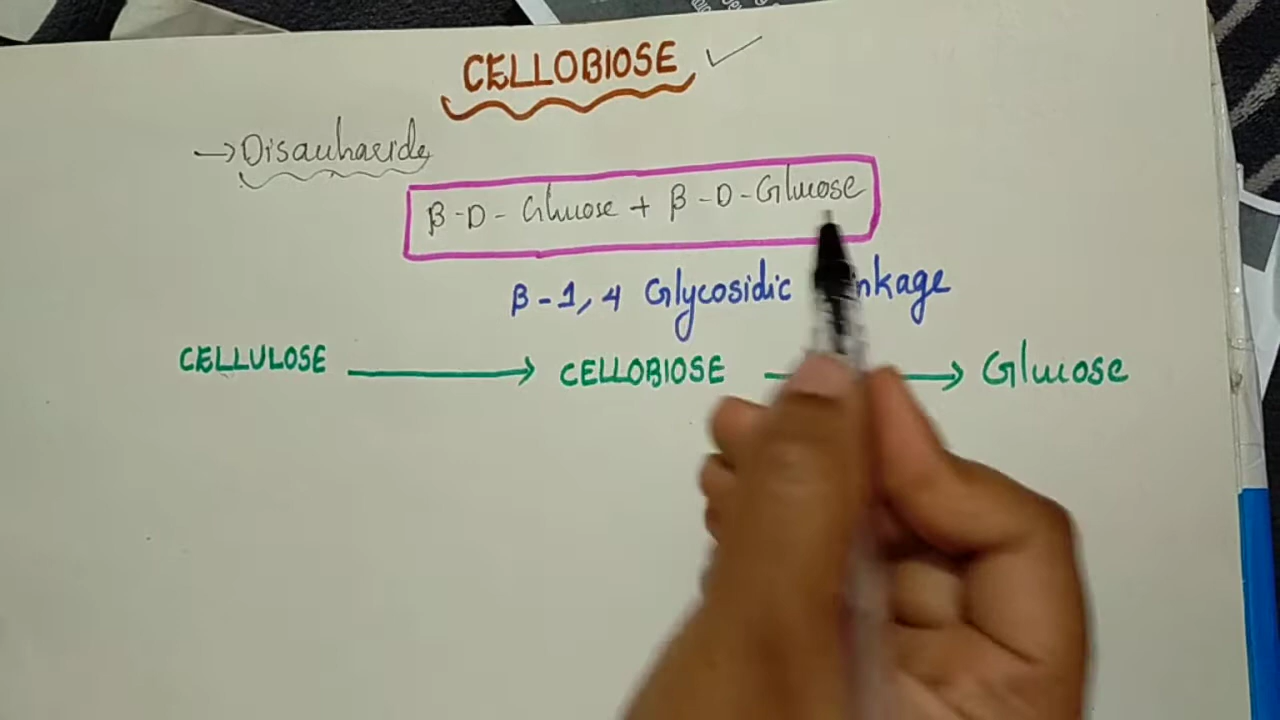 CELLOBIOSE
→ Disaccharide
β-D-Glucose + β-D-Glucose
β-1,4 Glycosidic
CELLULOSE → CELLOBIOSE → Glucose